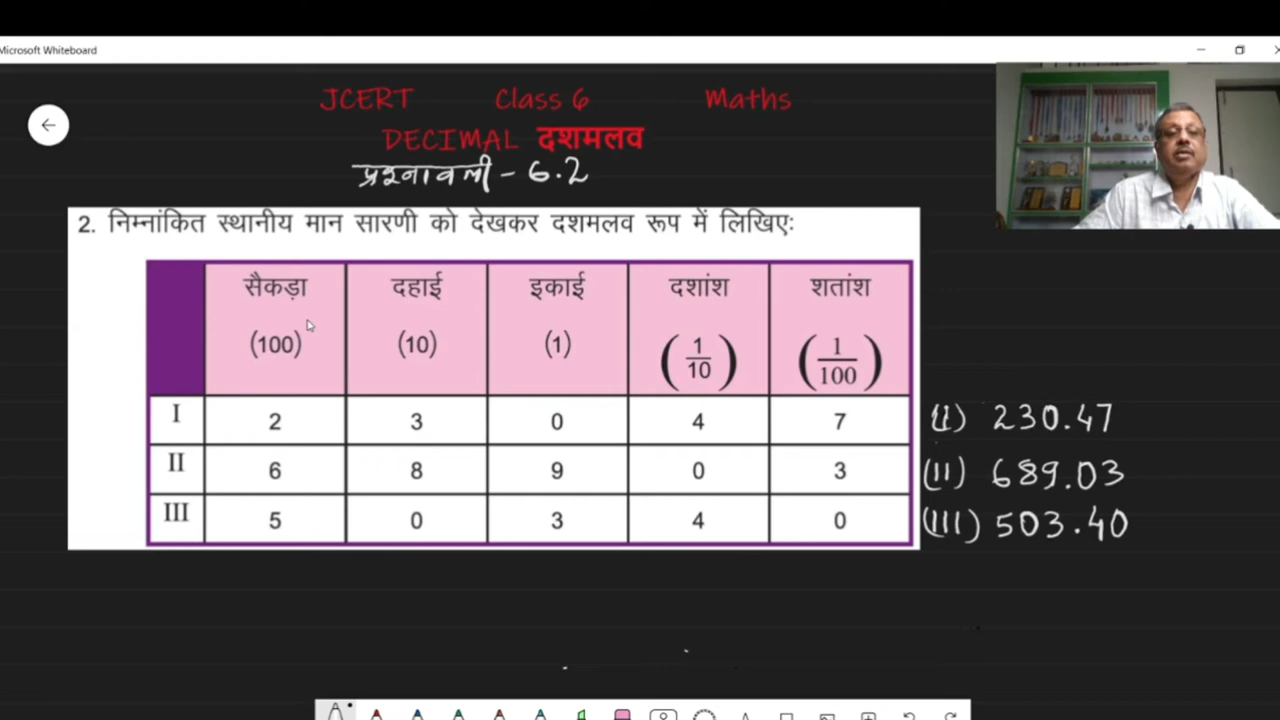 Microsoft Whiteboard
JCERT Class 6 Maths
DECIMAL दशमलव
प्रश्नावली - 6.2
2. निम्नांकित स्थानीय मान सारणी को देखकर दशमलव रूप में लिखिएः
सैकड़ा दहाई इकाई दशांश शतांश
(100) (10) (1) (1/10) (1/100)
I 2 3 0 4 7 (i) 230.47
II 6 8 9 0 3 (II) 689.03
III 5 0 3 4 0 (III) 503.40